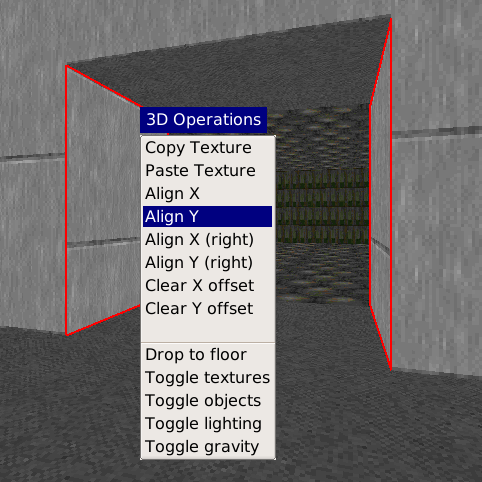 3D Operations
Copy Texture
Paste Texture
Align X
Align Y
Align X (right)
Align Y (right)
Clear X offset
Clear Y offset
Drop to floor
Toggle textures
Toggle objects
Toggle lighting
Toggle gravity